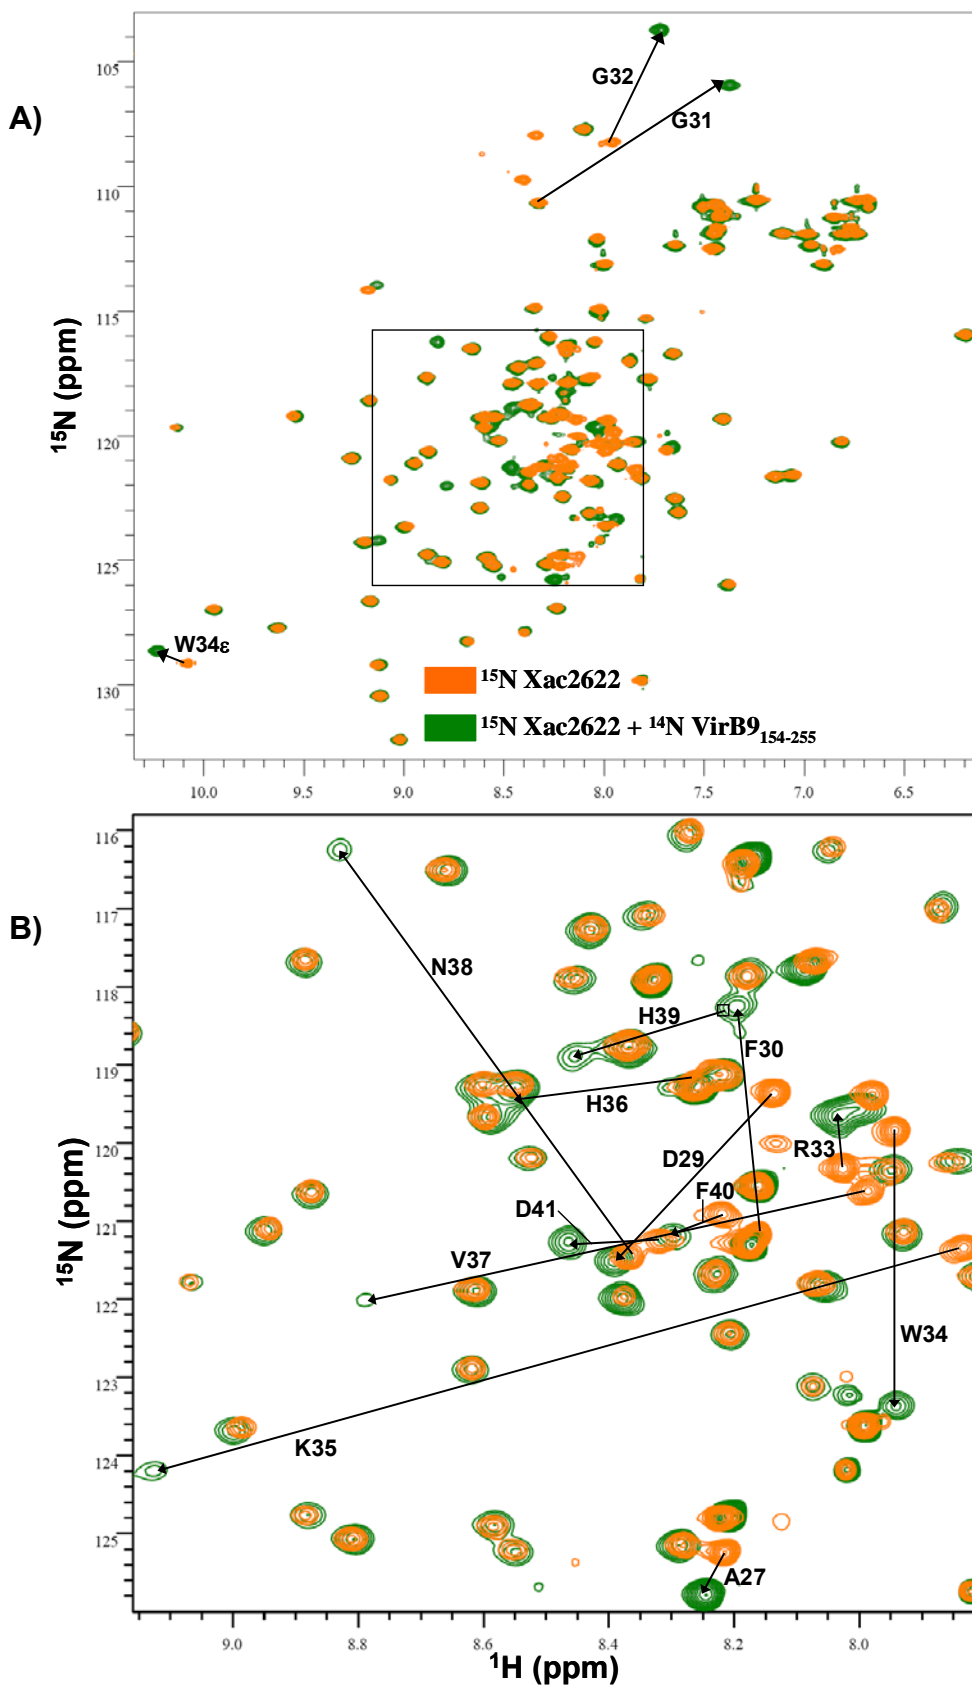 A)
105
110
115
120
125
130
¹⁵N (ppm)
G32
G31
W34ε
¹⁵N Xac2622
¹⁵N Xac2622 + ¹⁴N VirB9₁₅₄₋₂₅₅
10.0 9.5 9.0 8.5 8.0 7.5 7.0 6.5
B)
116
117
118
119
120
121
122
123
124
125
¹⁵N (ppm)
N38
H39
F30
H36
R33
D29
F40
D41
V37
W34
K35
A27
9.0 8.8 8.6 8.4 8.2 8.0
¹H (ppm)